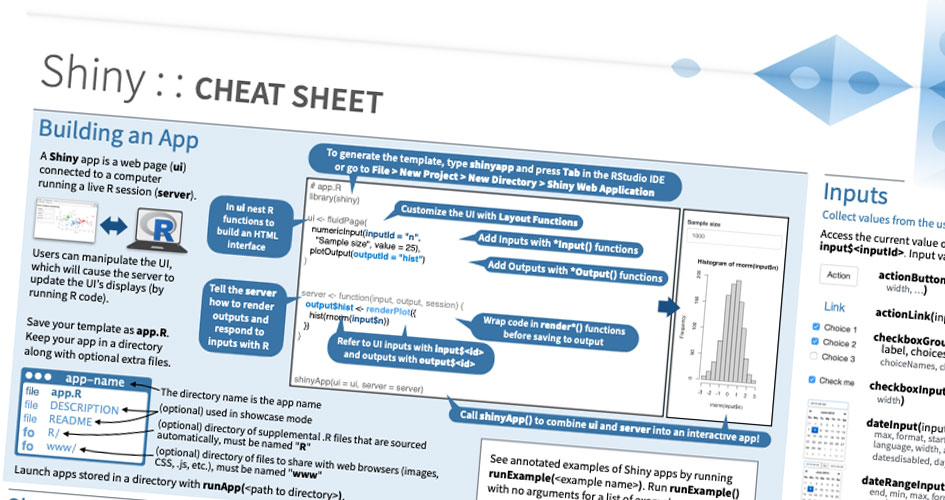 Shiny : : CHEAT SHEET
Building an App
A Shiny app is a web page (ui)
connected to a computer
running a live R session (server).
R
Users can manipulate the UI,
which will cause the server to
update the UI's displays (by
running R code).
Save your template as app.R.
Keep your app in a directory
along with optional extra files.
app-name
file app.R
file DESCRIPTION
file README
fo R/
fo www/
The directory name is the app name
(optional) used in showcase mode
(optional) directory of supplemental .R files that are sourced
automatically, must be named "R"
(optional) directory of files to share with web browsers (images,
CSS, .js, etc.), must be named "www"
Launch apps stored in a directory with runApp(<path to directory>).
To generate the template, type shinyapp and press Tab in the RStudio IDE
or go to File > New Project > New Directory > Shiny Web Application
In ui nest R
functions to
build an HTML
interface
Tell the server
how to render
outputs and
respond to
inputs with R
# app.R
library(shiny)
ui <- fluidPage(
numericInput(inputId = "n",
"Sample size", value = 25),
plotOutput(outputId = "hist")
)
Customize the UI with Layout Functions
Add Inputs with *Input() functions
Add Outputs with *Output() functions
server <- function(input, output, session) {
output$hist <- renderPlot({
hist(rnorm(input$n))
})
}
Wrap code in render*() functions
before saving to output
Refer to UI inputs with input$<id>
and outputs with output$<id>
shinyApp(ui = ui, server = server)
Call shinyApp() to combine ui and server into an interactive app!
Sample size
1000
Histogram of rnorm(input$n)
Frequency
200
150
100
50
0
-3 -2 -1 0 1 2 3
rnorm(input$n)
See annotated examples of Shiny apps by running
runExample(<example name>). Run runExample()
with no arguments for a list of exam
Inputs
Collect values from the us
Access the current value o
input$<inputId>. Input va
Action
actionButton
width, …)
Link
actionLink(inp
Choice 1
Choice 2
Choice 3
checkboxGrou
label, choices
choiceNames, c
Check me
checkboxInput
width)
dateInput(input
max, format, start
language, width, a
datesdisabled, da
dateRangeInput
end, min, max, for